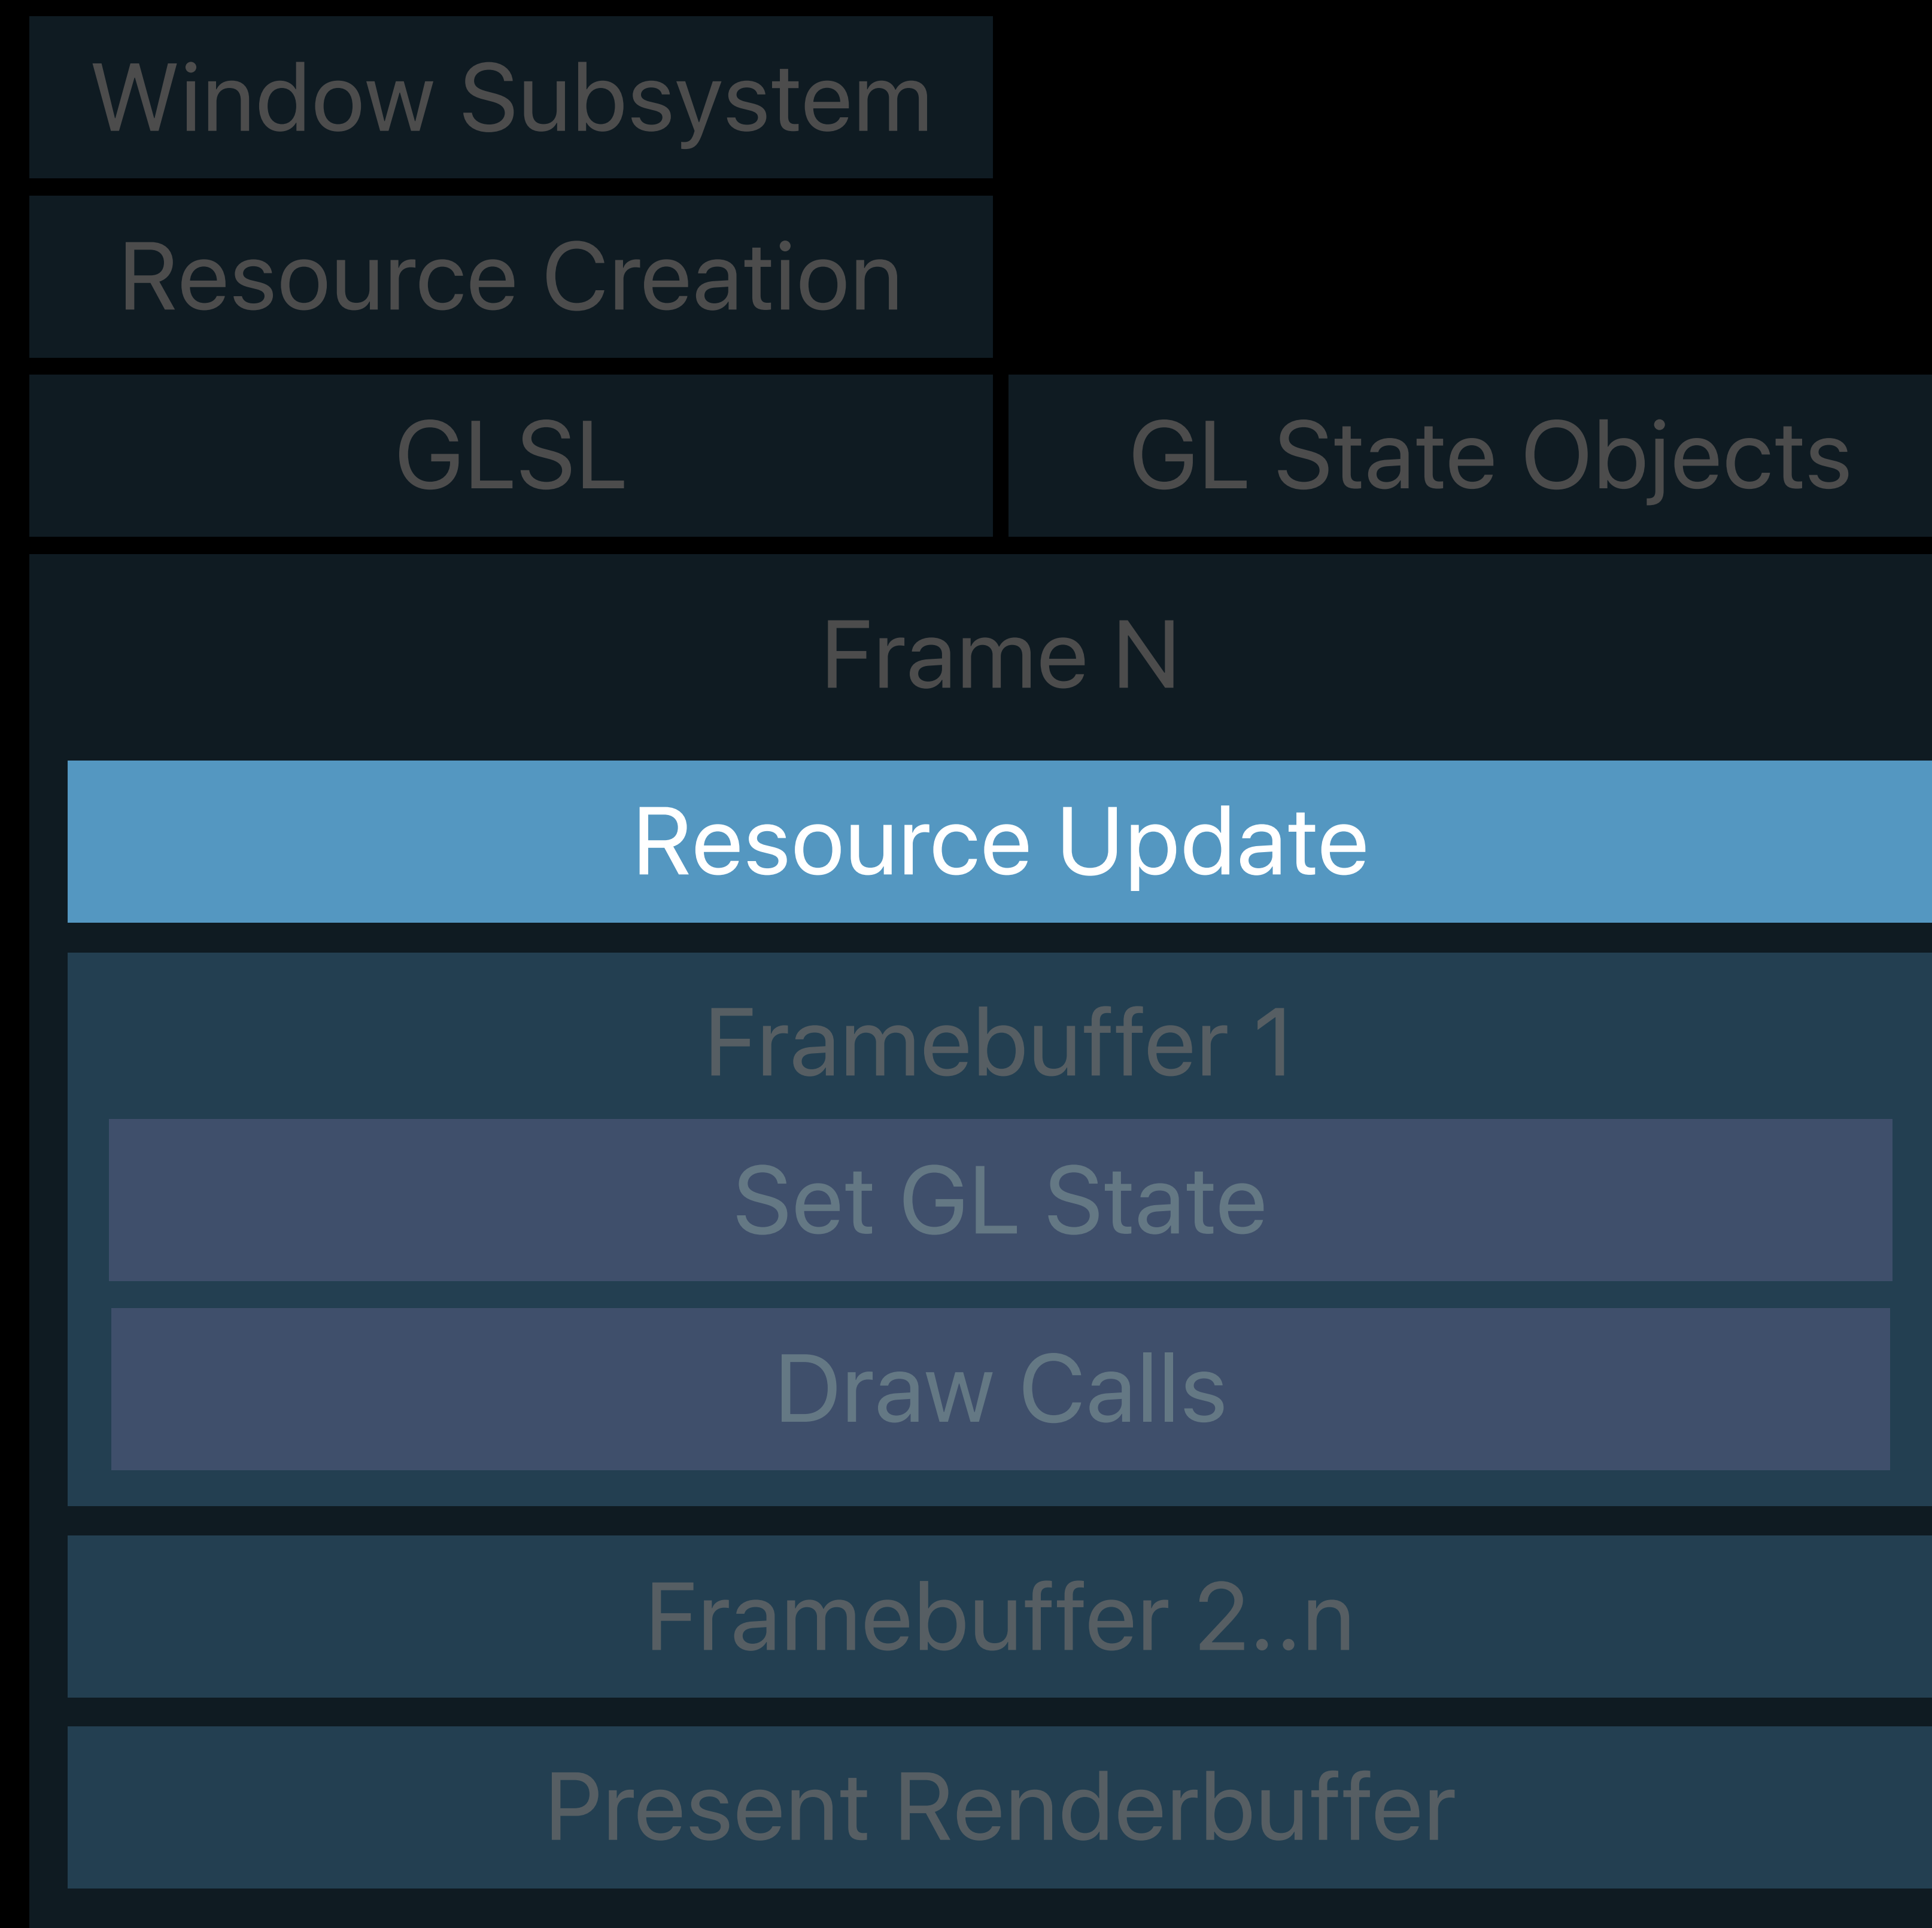 Window Subsystem
Resource Creation
GLSL
GL State Objects
Frame N
Resource Update
Framebuffer 1
Set GL State
Draw Calls
Framebuffer 2..n
Present Renderbuffer